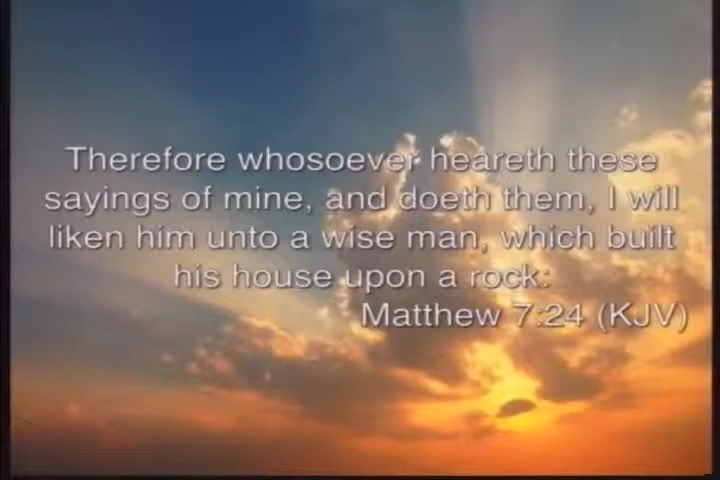 Therefore whosoever heareth these
sayings of mine, and doeth them, I will
liken him unto a wise man, which built
his house upon a rock:
Matthew 7:24 (KJV)